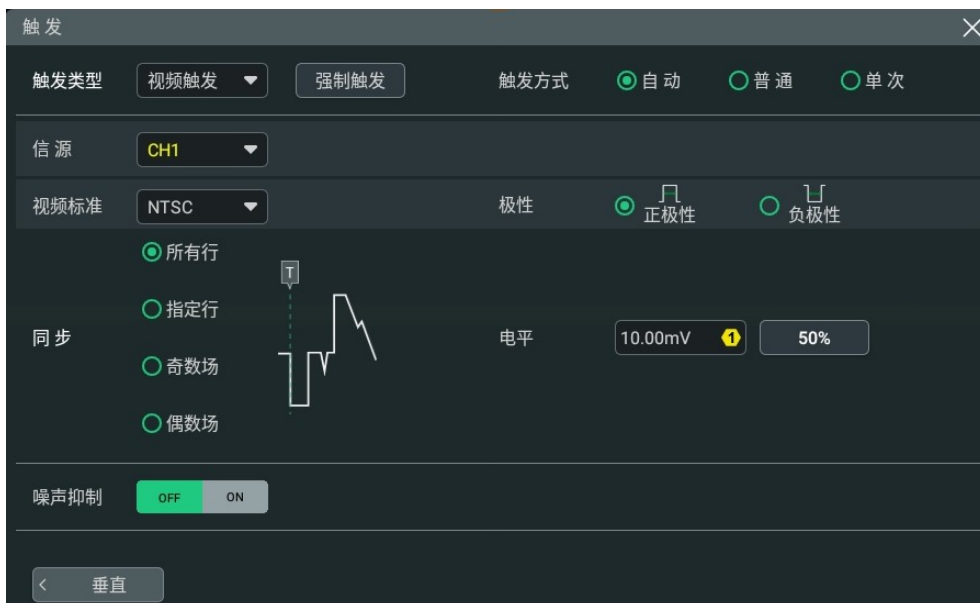 触发
触发类型 视频触发 强制触发 触发方式 自动 普通 单次
信源 CH1
视频标准 NTSC 极性 正极性 负极性
所有行
T
指定行
同步 电平 10.00mV 1 50%
奇数场
偶数场
噪声抑制 OFF ON
< 垂直